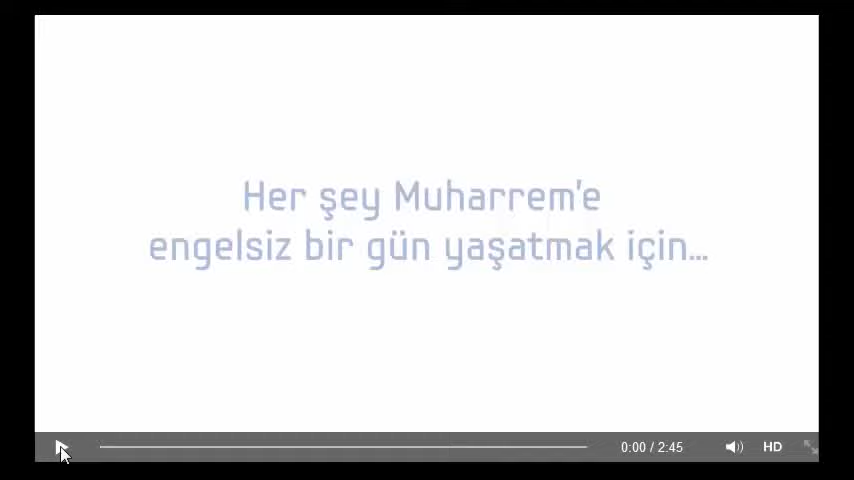 Her şey Muharrem'e
engelsiz bir gün yaşatmak için...
0:00 / 2:45 HD